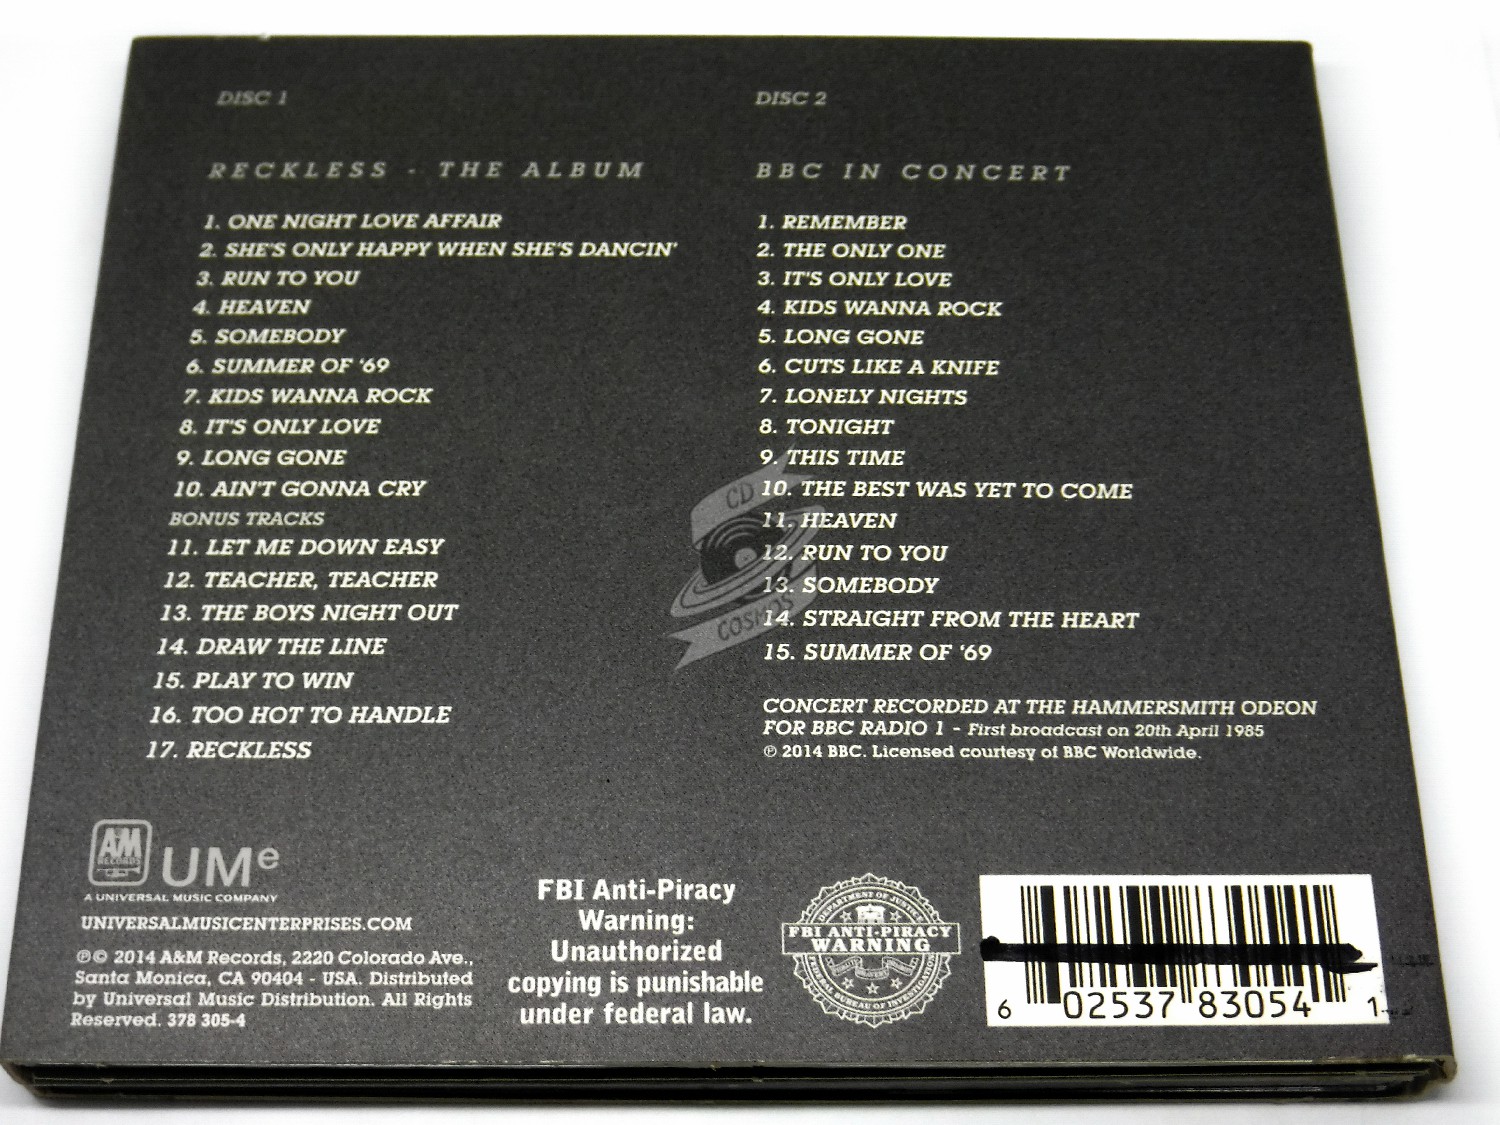 DISC 1
RECKLESS - THE ALBUM
1. ONE NIGHT LOVE AFFAIR
2. SHE'S ONLY HAPPY WHEN SHE'S DANCIN'
3. RUN TO YOU
4. HEAVEN
5. SOMEBODY
6. SUMMER OF '69
7. KIDS WANNA ROCK
8. IT'S ONLY LOVE
9. LONG GONE
10. AIN'T GONNA CRY
BONUS TRACKS
11. LET ME DOWN EASY
12. TEACHER, TEACHER
13. THE BOYS NIGHT OUT
14. DRAW THE LINE
15. PLAY TO WIN
16. TOO HOT TO HANDLE
17. RECKLESS
DISC 2
BBC IN CONCERT
1. REMEMBER
2. THE ONLY ONE
3. IT'S ONLY LOVE
4. KIDS WANNA ROCK
5. LONG GONE
6. CUTS LIKE A KNIFE
7. LONELY NIGHTS
8. TONIGHT
9. THIS TIME
10. THE BEST WAS YET TO COME
11. HEAVEN
12. RUN TO YOU
13. SOMEBODY
14. STRAIGHT FROM THE HEART
15. SUMMER OF '69
CONCERT RECORDED AT THE HAMMERSMITH ODEON
FOR BBC RADIO 1 - First broadcast on 20th April 1985
℗ 2014 BBC. Licensed courtesy of BBC Worldwide.
CD
COSMOS
A&M
RECORDS
UMe
A UNIVERSAL MUSIC COMPANY
UNIVERSALMUSICENTERPRISES.COM
℗© 2014 A&M Records, 2220 Colorado Ave.,
Santa Monica, CA 90404 - USA. Distributed
by Universal Music Distribution. All Rights
Reserved. 378 305-4
FBI Anti-Piracy
Warning:
Unauthorized
copying is punishable
under federal law.
DEPARTMENT OF JUSTICE
FBI ANTI-PIRACY
WARNING
FEDERAL BUREAU OF INVESTIGATION
6 02537 83054 1